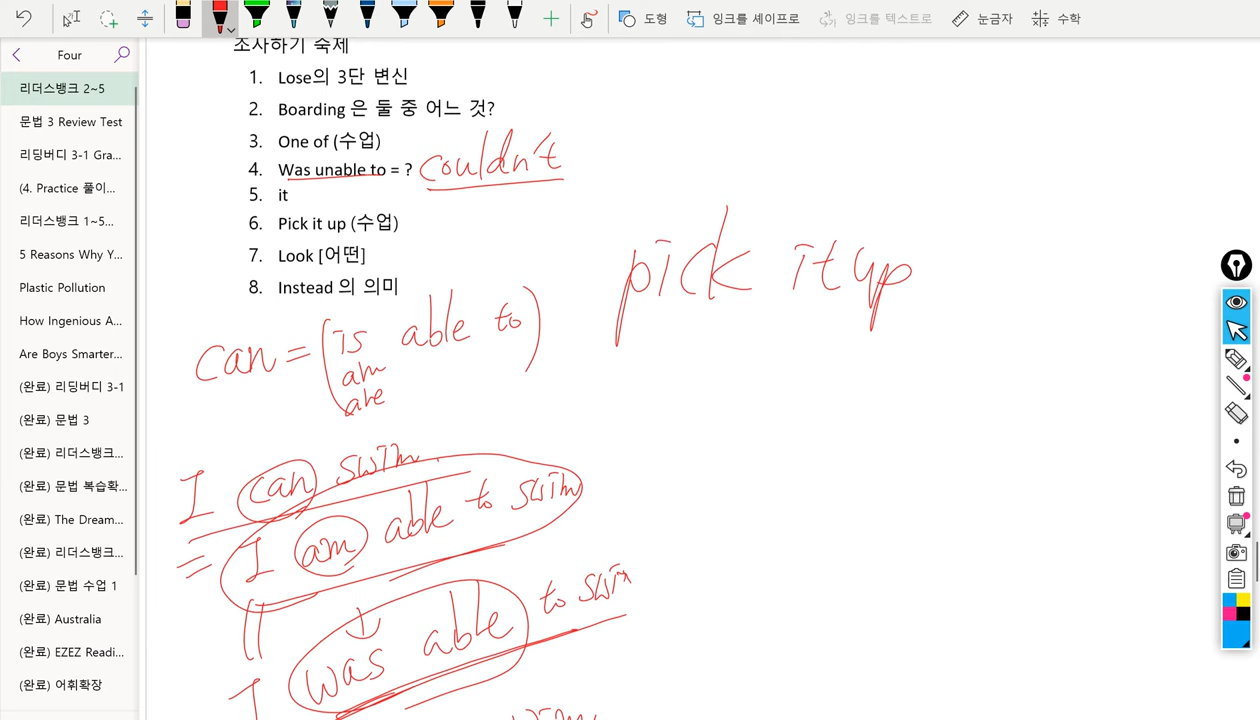 도형
잉크를 셰이프로
잉크를 텍스트로
눈금자
수학
Four
리더스뱅크 2~5
문법 3 Review Test
리딩버디 3-1 Gra...
(4. Practice 풀이...
리더스뱅크 1~5...
5 Reasons Why Y...
Plastic Pollution
How Ingenious A...
Are Boys Smarter...
(완료) 리딩버디 3-1
(완료) 문법 3
(완료) 리더스뱅크...
(완료) 문법 복습확...
(완료) The Dream...
(완료) 리더스뱅크...
(완료) 문법 수업 1
(완료) Australia
(완료) EZEZ Readi...
(완료) 어휘확장
조사하기 숙제
1. Lose의 3단 변신
2. Boarding 은 둘 중 어느 것?
3. One of (수업)
4. Was unable to = ? couldn't
5. it
6. Pick it up (수업)
7. Look [어떤]
8. Instead 의 의미
pick it up
can = (is able to)
am
are
I can swim.
= I am able to swim
||
I was able to swim
swim